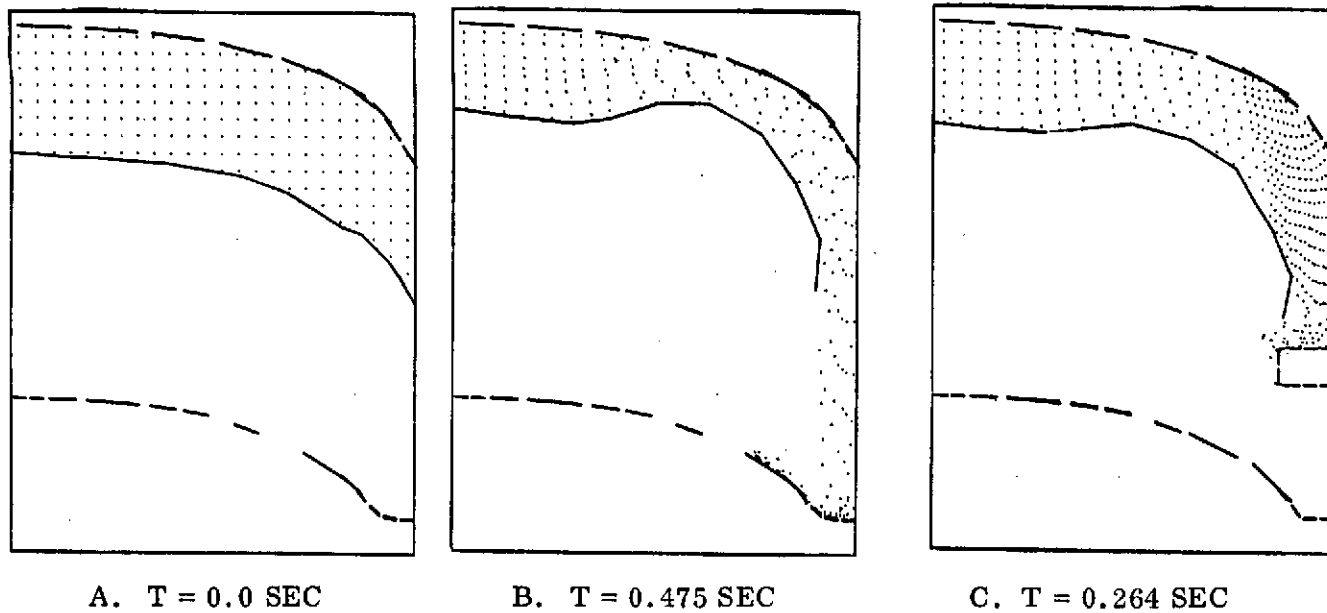 A. T = 0.0 SEC
B. T = 0.475 SEC
C. T = 0.264 SEC